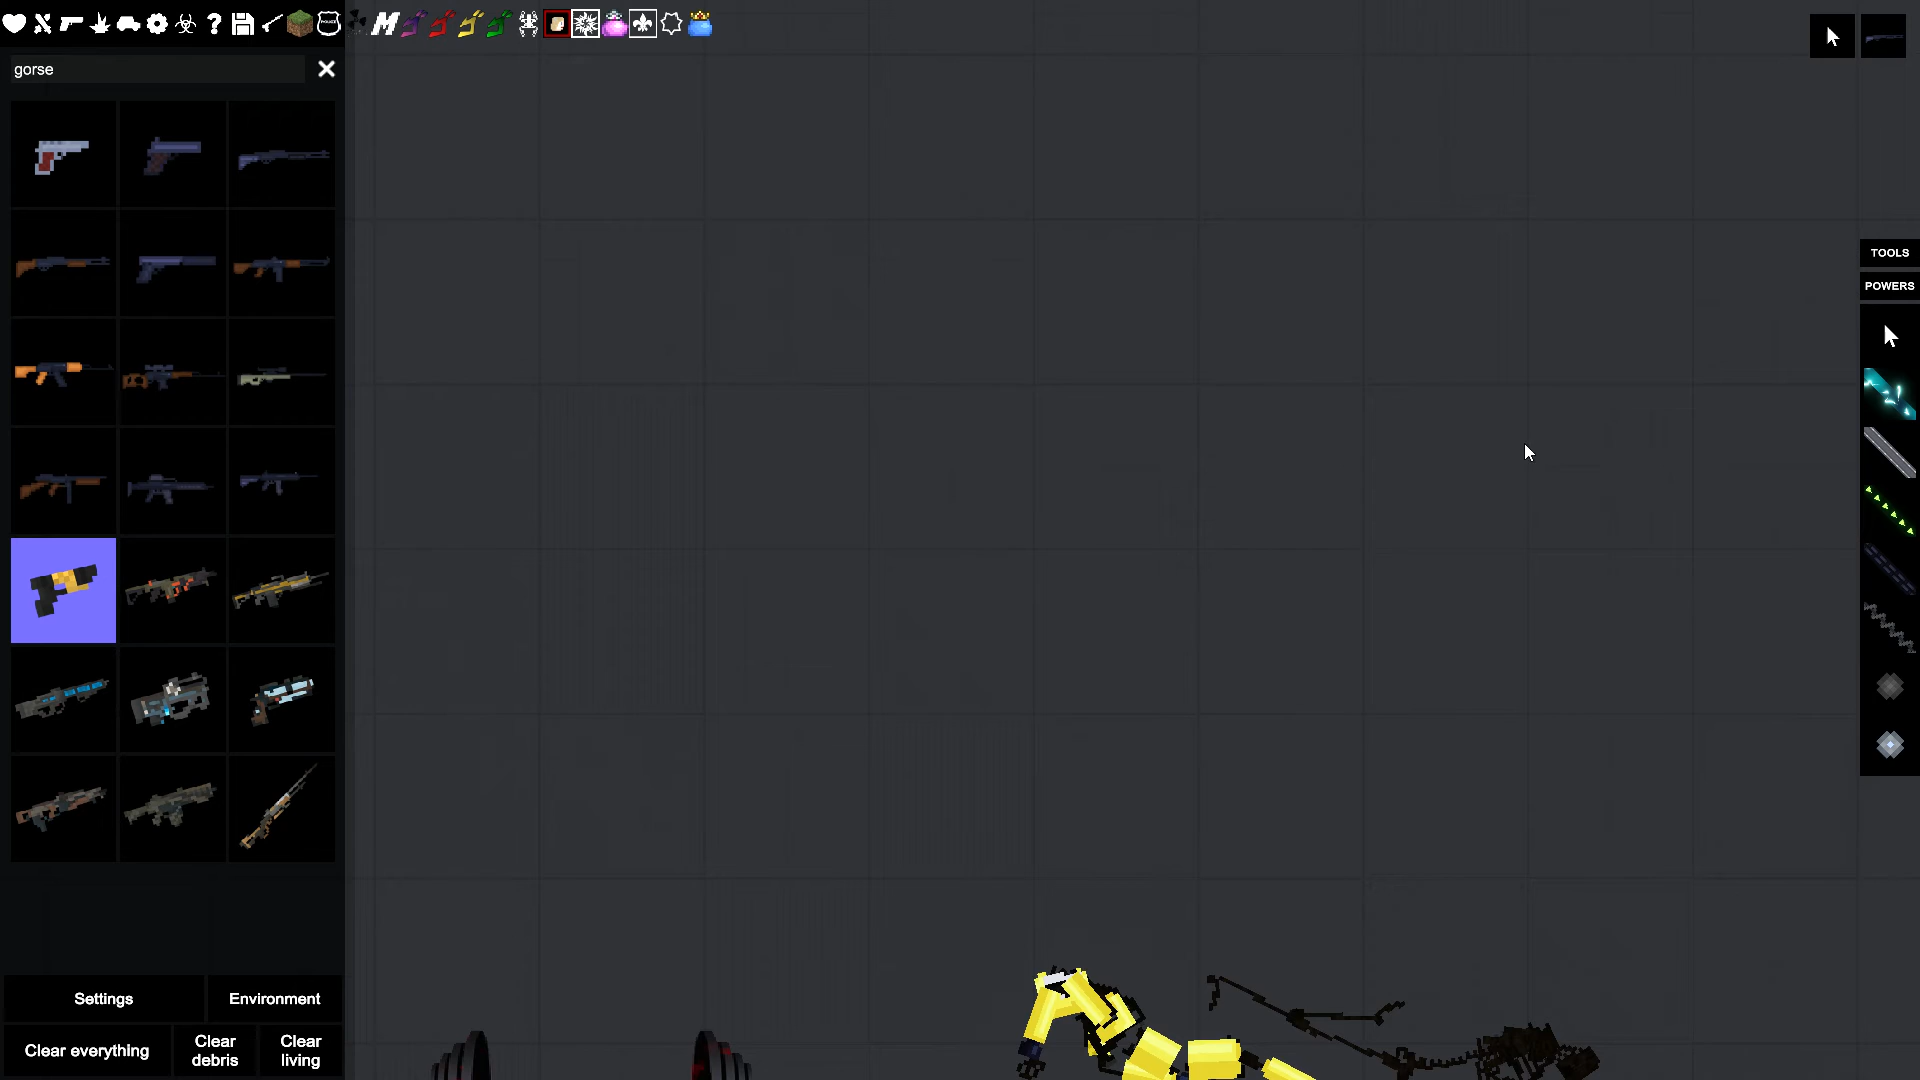 gorse
TOOLS
POWERS
Settings
Environment
Clear everything
Clear
debris
Clear
living